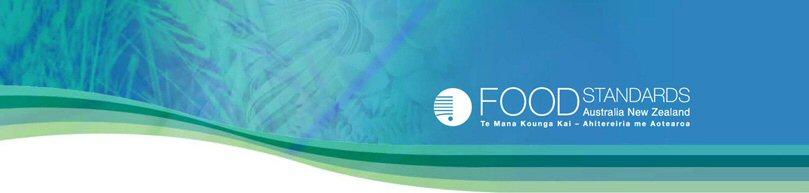 FOOD STANDARDS
Australia New Zealand
Te Mana Kounga Kai – Ahitereiria me Aotearoa